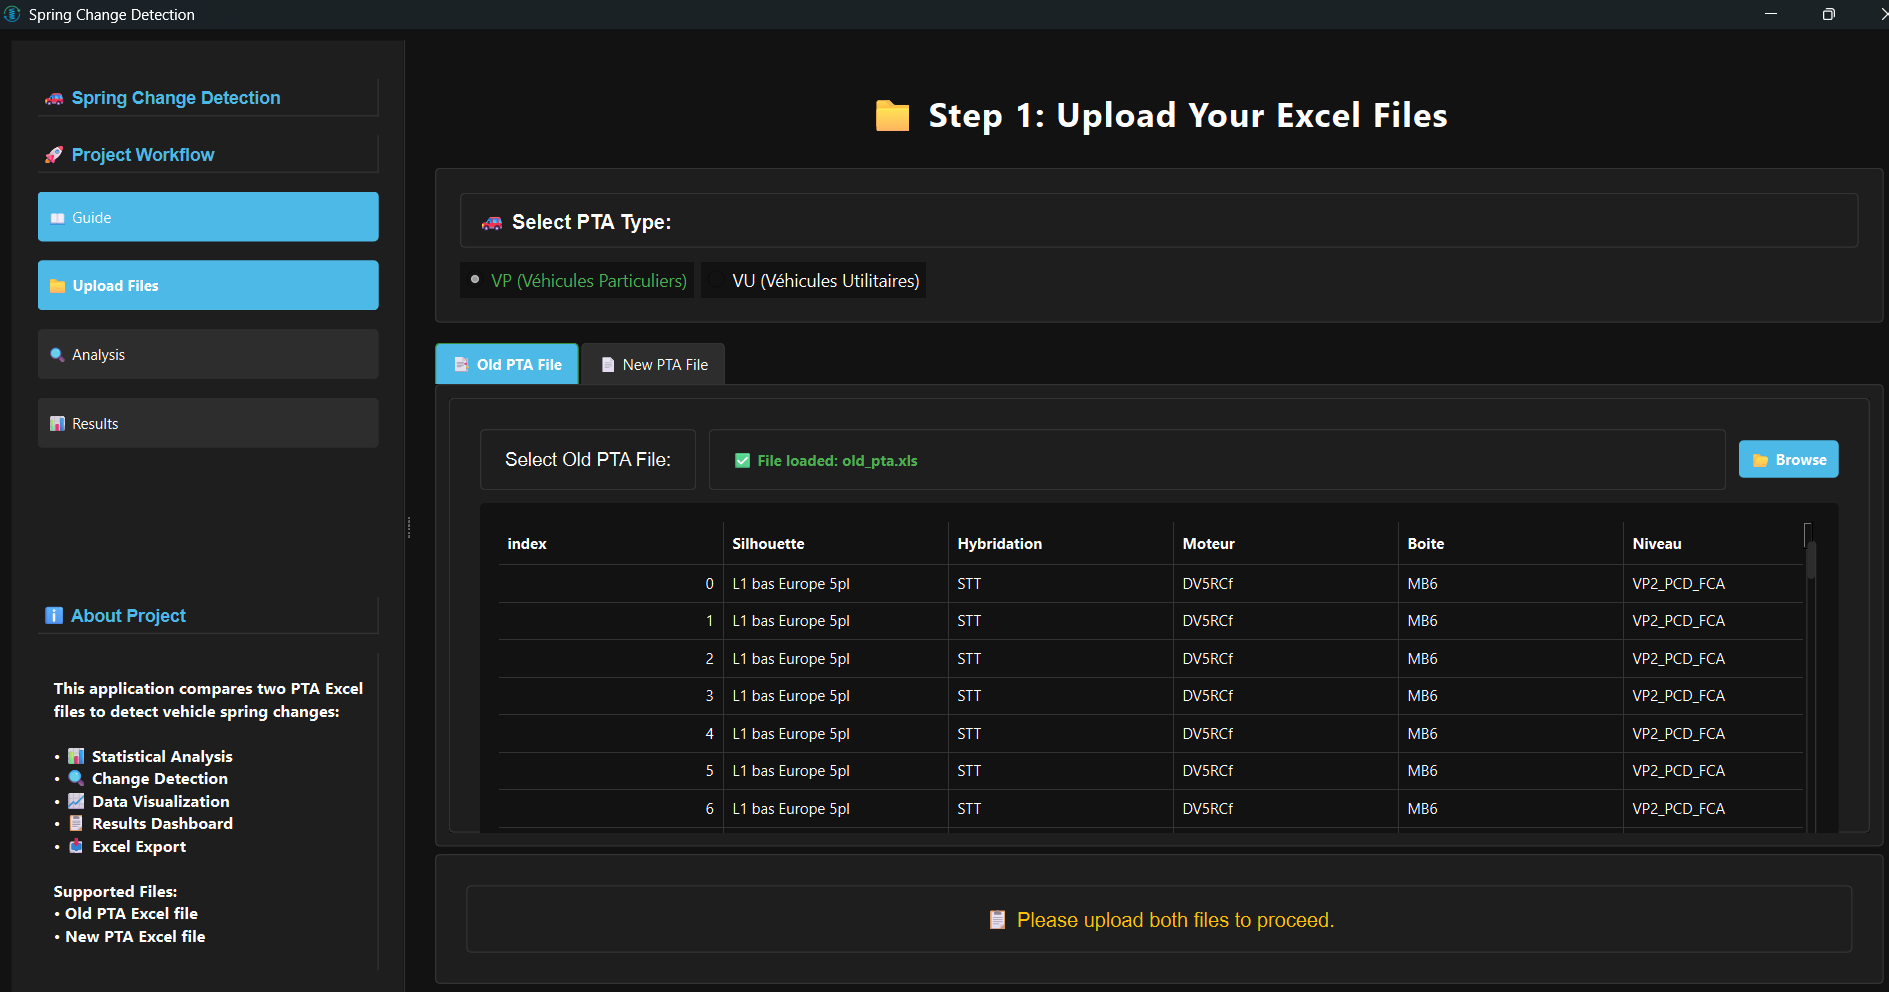 Spring Change Detection
Spring Change Detection
Project Workflow
Guide
Upload Files
Analysis
Results
About Project
This application compares two PTA Excel
files to detect vehicle spring changes:
• Statistical Analysis
• Change Detection
• Data Visualization
• Results Dashboard
• Excel Export
Supported Files:
• Old PTA Excel file
• New PTA Excel file
Step 1: Upload Your Excel Files
Select PTA Type:
VP (Véhicules Particuliers) VU (Véhicules Utilitaires)
Old PTA File New PTA File
Select Old PTA File: File loaded: old_pta.xls Browse
index Silhouette Hybridation Moteur Boite Niveau
0 L1 bas Europe 5pl STT DV5RCf MB6 VP2_PCD_FCA
1 L1 bas Europe 5pl STT DV5RCf MB6 VP2_PCD_FCA
2 L1 bas Europe 5pl STT DV5RCf MB6 VP2_PCD_FCA
3 L1 bas Europe 5pl STT DV5RCf MB6 VP2_PCD_FCA
4 L1 bas Europe 5pl STT DV5RCf MB6 VP2_PCD_FCA
5 L1 bas Europe 5pl STT DV5RCf MB6 VP2_PCD_FCA
6 L1 bas Europe 5pl STT DV5RCf MB6 VP2_PCD_FCA
Please upload both files to proceed.